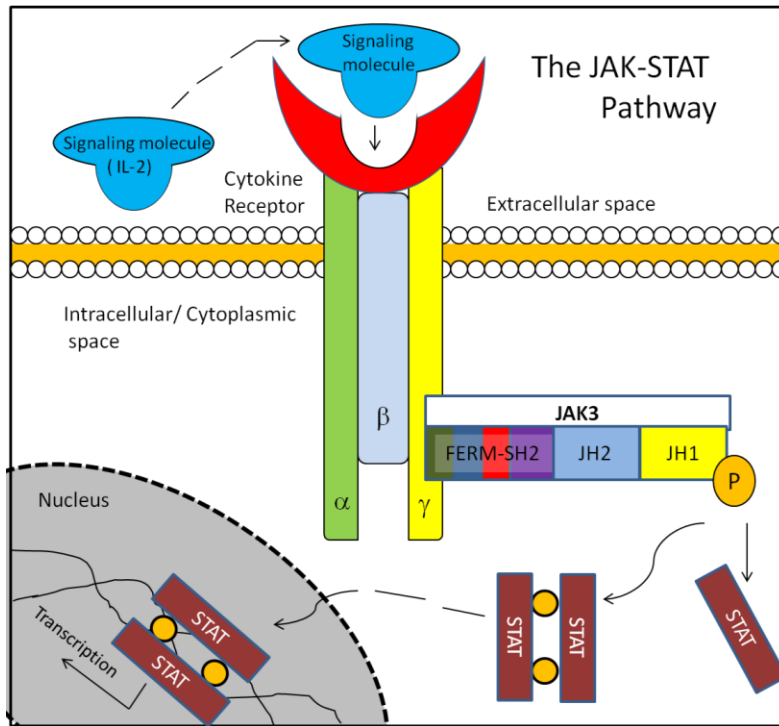 Signaling
molecule
The JAK-STAT
Pathway
Signaling molecule
( IL-2)
Cytokine
Receptor
Extracellular space
Intracellular/ Cytoplasmic
space
JAK3
β
FERM-SH2
JH2
JH1
P
α
γ
Nucleus
STAT
STAT
STAT
STAT
STAT
Transcription